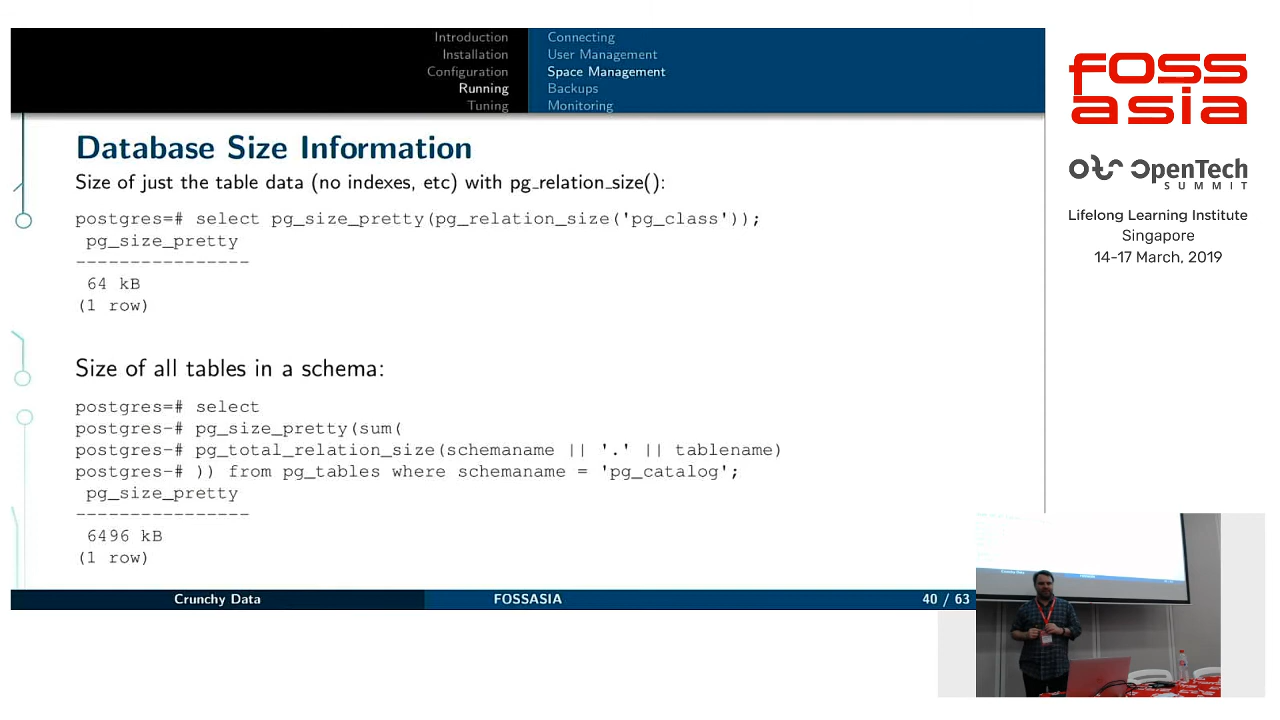 Introduction
Installation
Configuration
Running
Tuning
Connecting
User Management
Space Management
Backups
Monitoring
Database Size Information
Size of just the table data (no indexes, etc) with pg_relation_size():
postgres=# select pg_size_pretty(pg_relation_size('pg_class'));
pg_size_pretty
----------------
64 kB
(1 row)
Size of all tables in a schema:
postgres=# select
postgres-# pg_size_pretty(sum(
postgres-# pg_total_relation_size(schemaname || '.' || tablename)
postgres-# )) from pg_tables where schemaname = 'pg_catalog';
pg_size_pretty
----------------
6496 kB
(1 row)
Crunchy Data
FOSSASIA
40 / 63
foss
asia
OpenTech
SUMMIT
Lifelong Learning Institute
Singapore
14-17 March, 2019